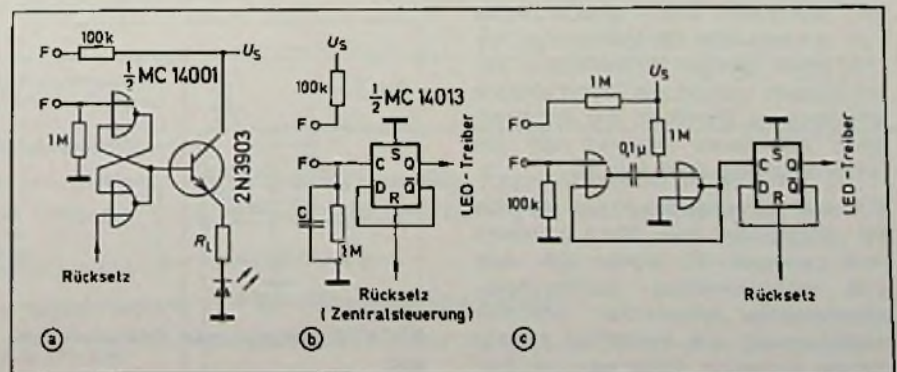 100k
F
U_S
½ MC 14001
F
1M
2N3903
R_L
Rücksetz
a
U_S
100k
½ MC 14013
F
F
S
C Q
D Q̅
R
C
1M
LED-Treiber
Rücksetz
(Zentralsteuerung)
b
1M
U_S
F
1M
0,1µ
F
100k
S
C Q
D Q̅
R
LED-Treiber
Rücksetz
c